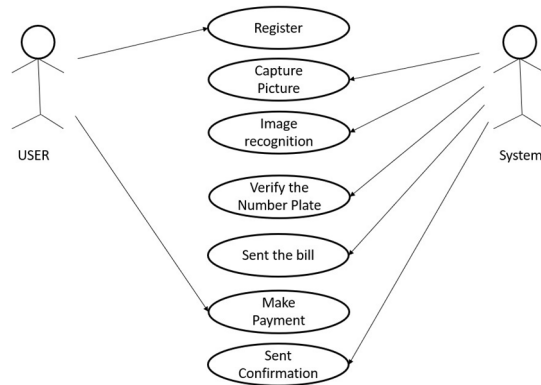 Register
Capture
Picture
Image
recognition
USER
System
Verify the
Number Plate
Sent the bill
Make
Payment
Sent
Confirmation